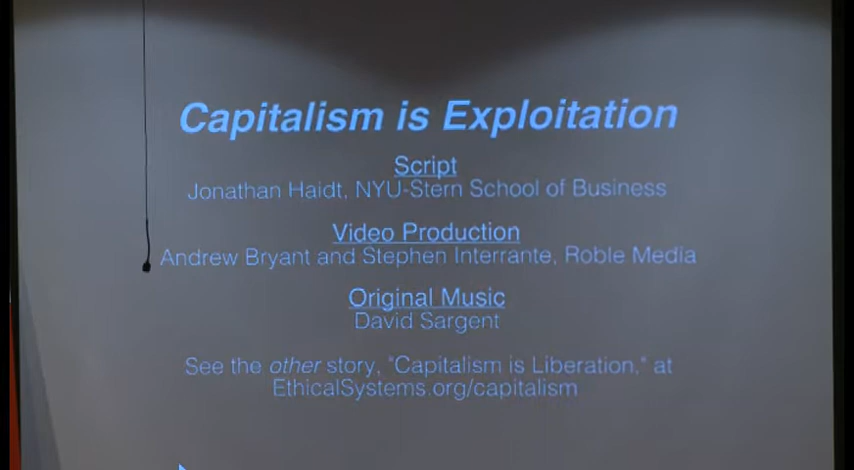 Capitalism is Exploitation
Script
Jonathan Haidt, NYU-Stern School of Business
Video Production
Andrew Bryant and Stephen Interrante, Roble Media
Original Music
David Sargent
See the other story, "Capitalism is Liberation," at
EthicalSystems.org/capitalism